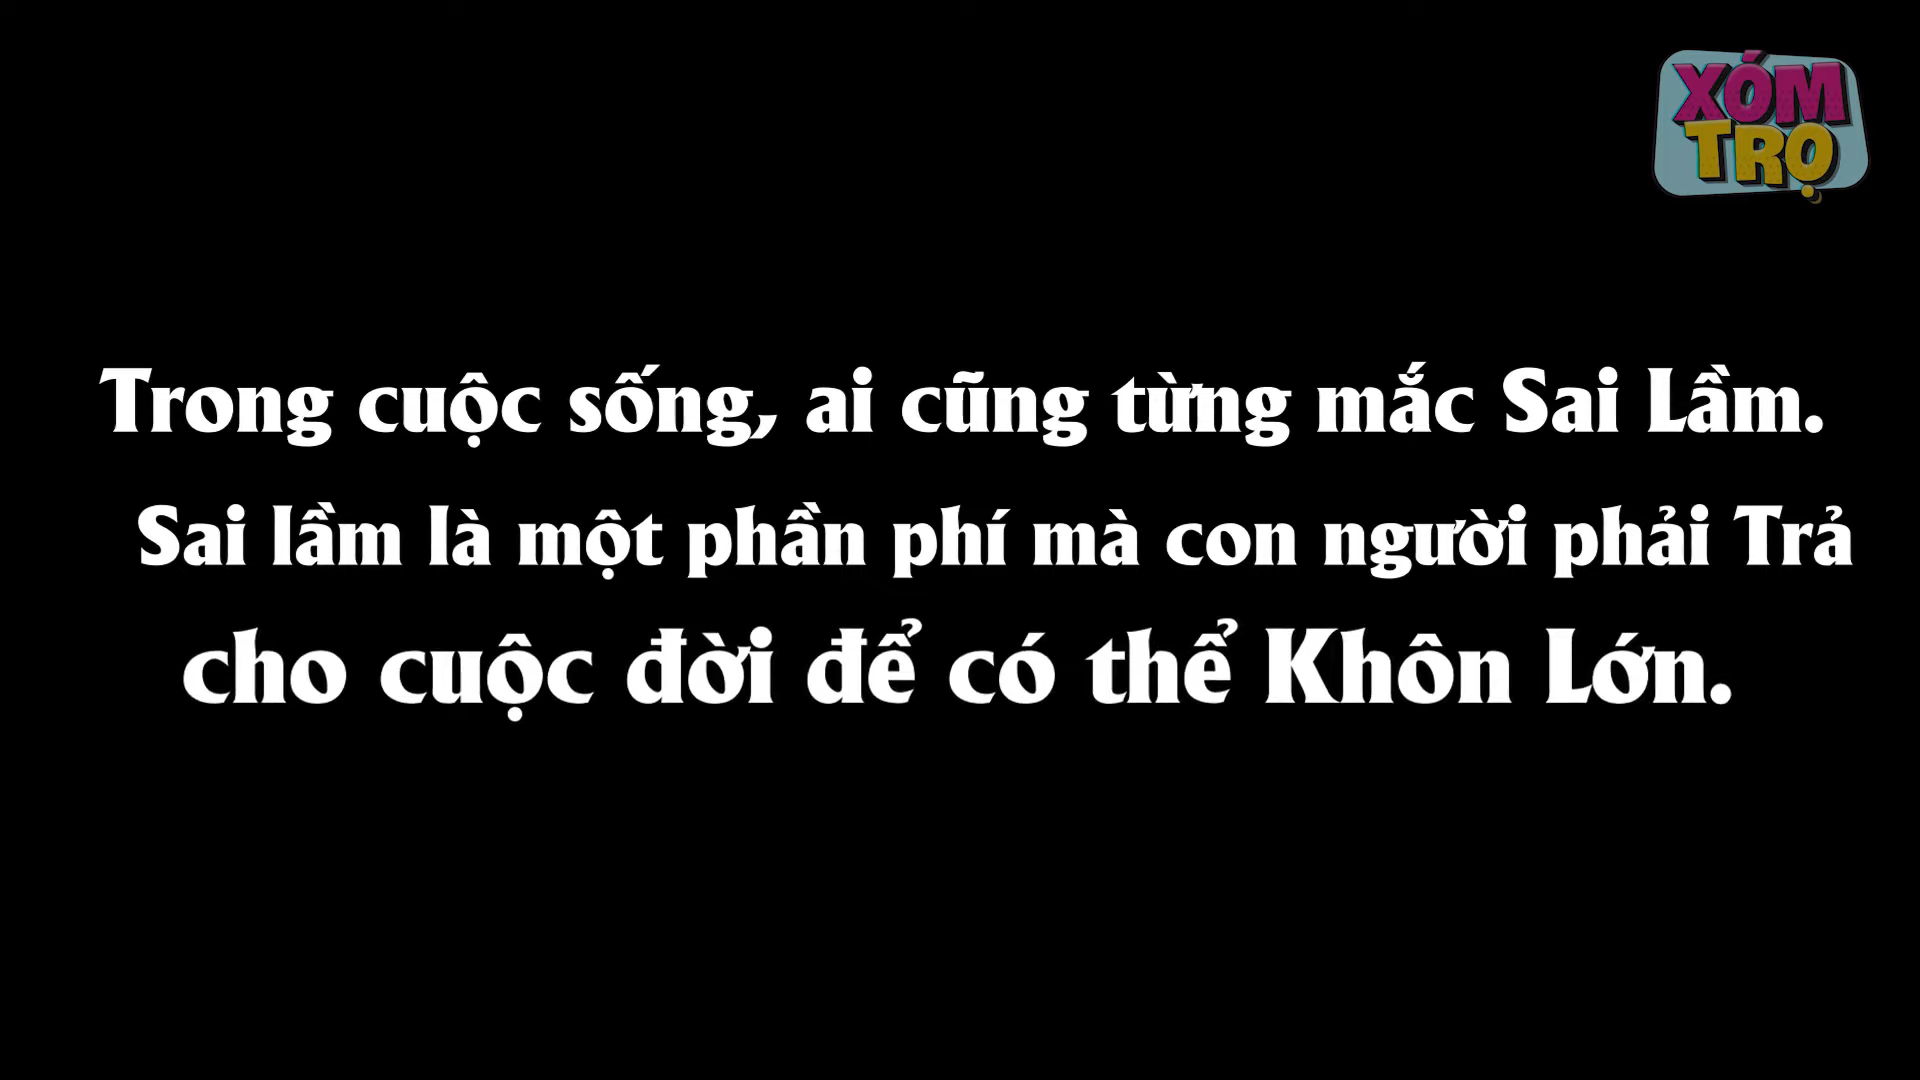 XÓM
TRỌ
Trong cuộc sống, ai cũng từng mắc Sai Lầm.
Sai lầm là một phần phí mà con người phải Trả
cho cuộc đời để có thể Khôn Lớn.